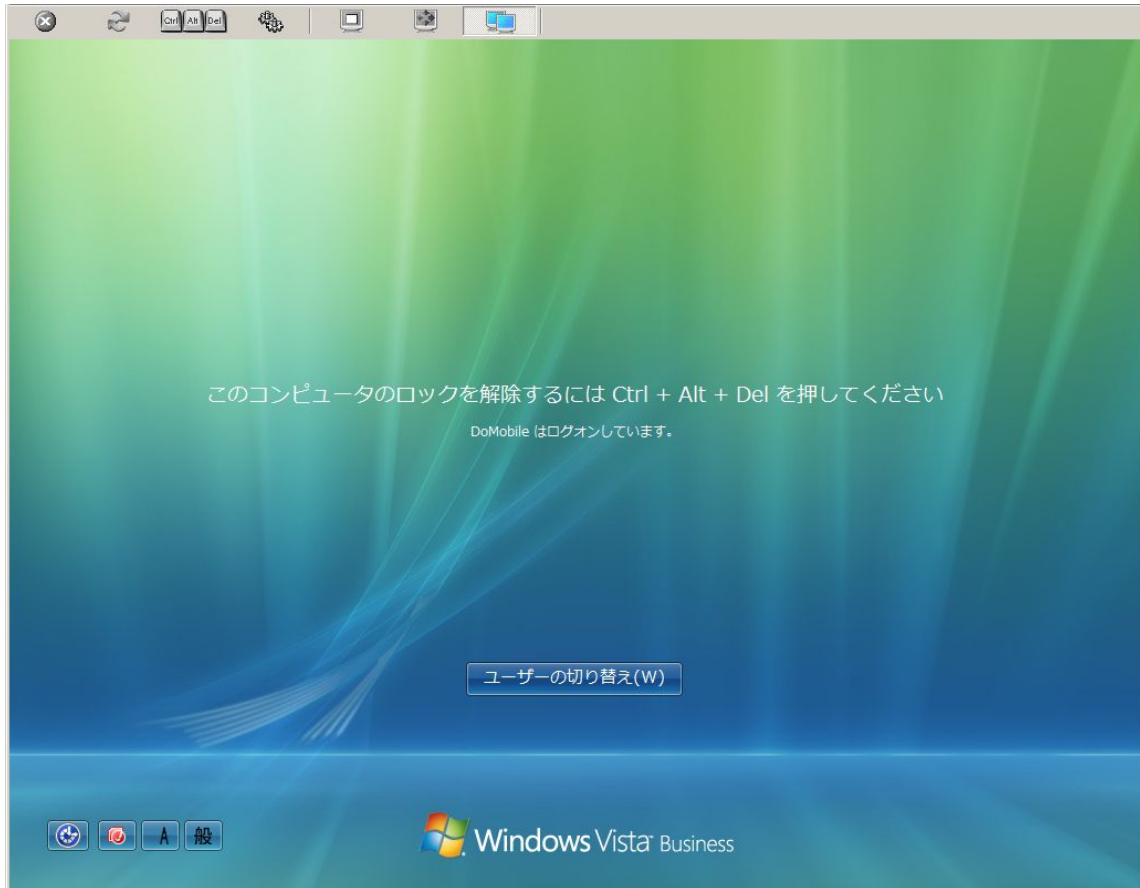 Ctrl Alt Del
このコンピュータのロックを解除するには Ctrl + Alt + Del を押してください
DoMobile はログオンしています。
ユーザーの切り替え(W)
A 般
Windows Vista™ Business